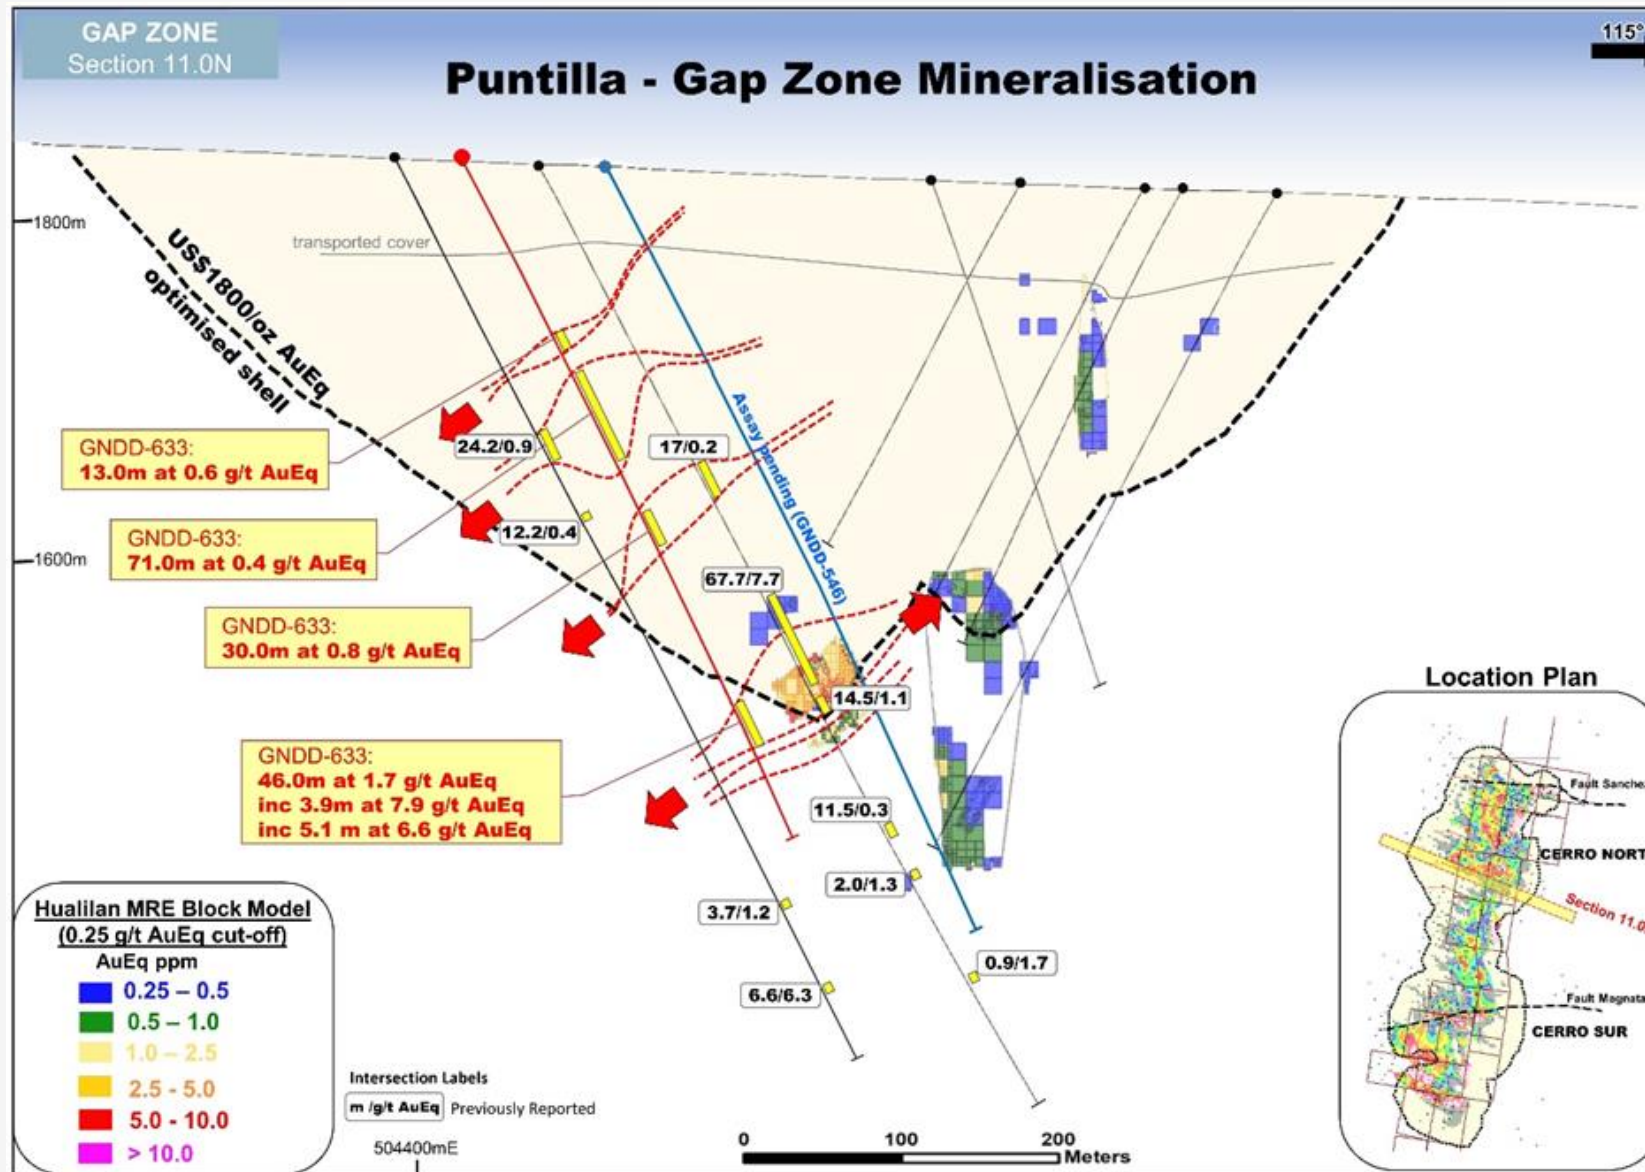 GAP ZONE
Section 11.0N
Puntilla - Gap Zone Mineralisation
115°
1800m
transported cover
US$1800/oz AuEq
optimised shell
Assay pending (GNDD-546)
24.2/0.9
17/0.2
GNDD-633:
13.0m at 0.6 g/t AuEq
12.2/0.4
GNDD-633:
71.0m at 0.4 g/t AuEq
1600m
67.7/7.7
GNDD-633:
30.0m at 0.8 g/t AuEq
14.5/1.1
GNDD-633:
46.0m at 1.7 g/t AuEq
inc 3.9m at 7.9 g/t AuEq
inc 5.1 m at 6.6 g/t AuEq
11.5/0.3
2.0/1.3
3.7/1.2
0.9/1.7
6.6/6.3
Location Plan
Fault Sanche
CERRO NORT
Section 11.0
Fault Magnata
CERRO SUR
Hualilan MRE Block Model
(0.25 g/t AuEq cut-off)
AuEq ppm
0.25 – 0.5
0.5 – 1.0
1.0 – 2.5
2.5 - 5.0
5.0 - 10.0
> 10.0
Intersection Labels
m /g/t AuEq Previously Reported
504400mE
0 100 200
Meters